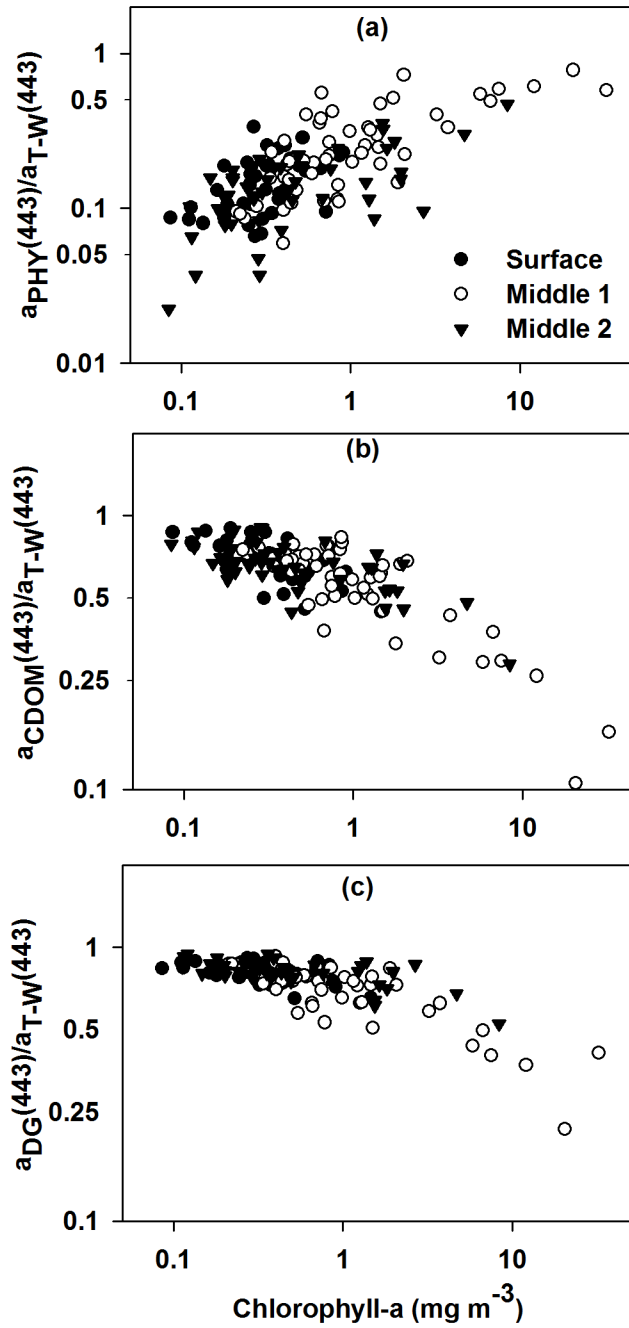 (a)
1
0.5
0.1
0.05
0.01
aPHY(443)/aT-W(443)
Surface
Middle 1
Middle 2
0.1 1 10
(b)
1
0.5
0.25
0.1
aCDOM(443)/aT-W(443)
0.1 1 10
(c)
1
0.5
0.25
0.1
aDG(443)/aT-W(443)
0.1 1 10
Chlorophyll-a (mg m-3)